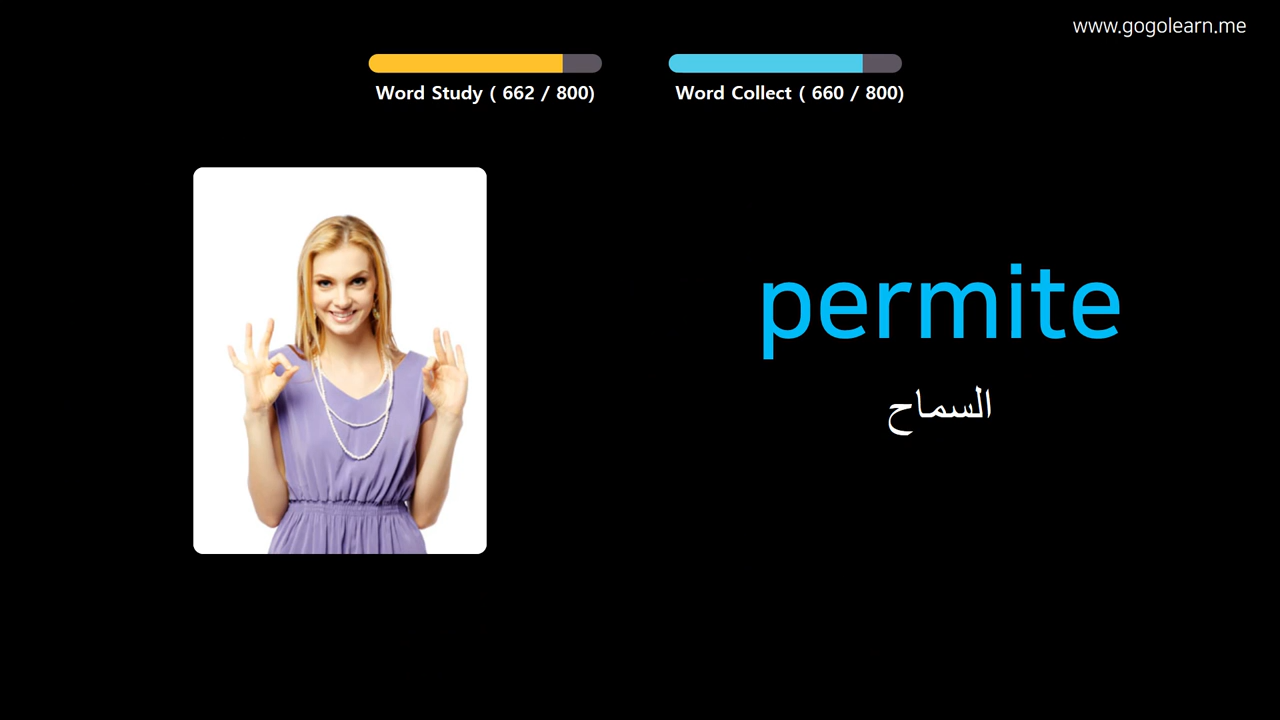 www.gogolearn.me
Word Study ( 662 / 800)
Word Collect ( 660 / 800)
permite
السماح